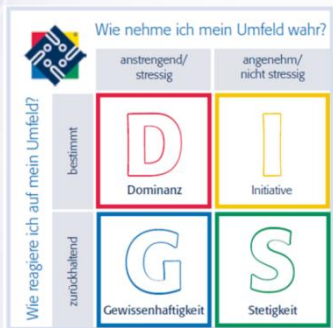 Wie nehme ich mein Umfeld wahr?
anstrengend/
stressig
angenehm/
nicht stressig
Wie reagiere ich auf mein Umfeld?
bestimmt
D
Dominanz
I
Initiative
zurückhaltend
G
Gewissenhaftigkeit
S
Stetigkeit